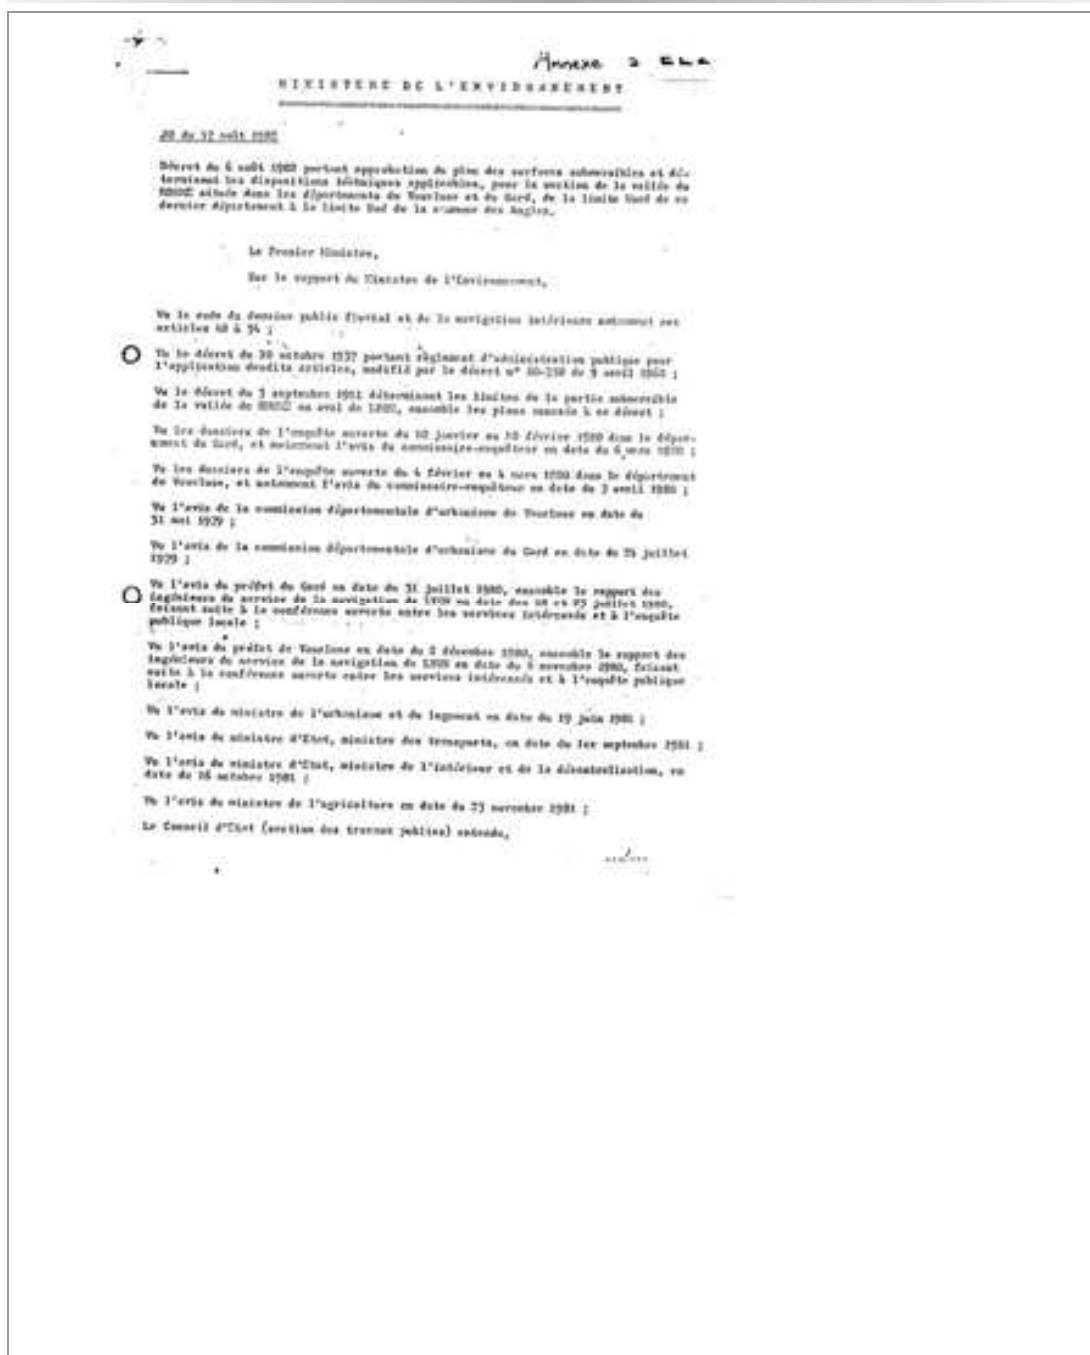 Annexe 2
MINISTERE DE L'ENVIRONNEMENT
JO du 17 août 1982
Décret du 6 août 1982 portant approbation du plan des surfaces submersibles et dé-
terminant les dispositions techniques applicables, pour la section de la vallée du
RHONE située dans les départements de Vaucluse et du Gard, de la limite Nord de ce
dernier département à la limite Sud de la commune des Angles.
Le Premier Ministre,
Sur le rapport du Ministre de l'Environnement,
Vu le code du domaine public fluvial et de la navigation intérieure notamment ses
articles 48 à 54 ;
Vu le décret du 20 octobre 1937 portant règlement d'administration publique pour
l'application desdits articles, modifié par le décret n° 60-358 du 9 avril 1960 ;
Vu le décret du 3 septembre 1911 déterminant les limites de la partie submersible
de la vallée du RHONE en aval de LYON, ensemble les plans annexés à ce décret ;
Vu les dossiers de l'enquête ouverte du janvier au février 1980 dans le dépar-
tement du Gard, et notamment l'avis du commissaire-enquêteur en date du 6 mars ;
Vu les dossiers de l'enquête ouverte du 4 février au 4 mars 1980 dans le département
de Vaucluse, et notamment l'avis du commissaire-enquêteur en date du 3 avril 1980 ;
Vu l'avis de la commission départementale d'urbanisme de Vaucluse en date du
31 mai 1979 ;
Vu l'avis de la commission départementale d'urbanisme du Gard en date du juillet
1979 ;
Vu l'avis du préfet du Gard en date du 31 juillet 1980, ensemble le rapport des
ingénieurs du service de la navigation de LYON en date des et juillet 1980,
faisant suite à la conférence ouverte entre les services intéressés et à l'enquête
publique locale ;
Vu l'avis du préfet de Vaucluse en date du 2 décembre 1980, ensemble le rapport des
ingénieurs du service de la navigation de LYON en date du novembre 1980, faisant
suite à la conférence ouverte entre les services intéressés et à l'enquête publique
locale ;
Vu l'avis du ministre de l'urbanisme et du logement en date du 19 juin 1981 ;
Vu l'avis du ministre d'Etat, ministre des transports, en date du 1er septembre 1981 ;
Vu l'avis du ministre d'Etat, ministre de l'intérieur et de la décentralisation, en
date du 16 octobre 1981 ;
Vu l'avis du ministre de l'agriculture en date du 23 novembre 1981 ;
Le Conseil d'Etat (section des travaux publics) entendu,